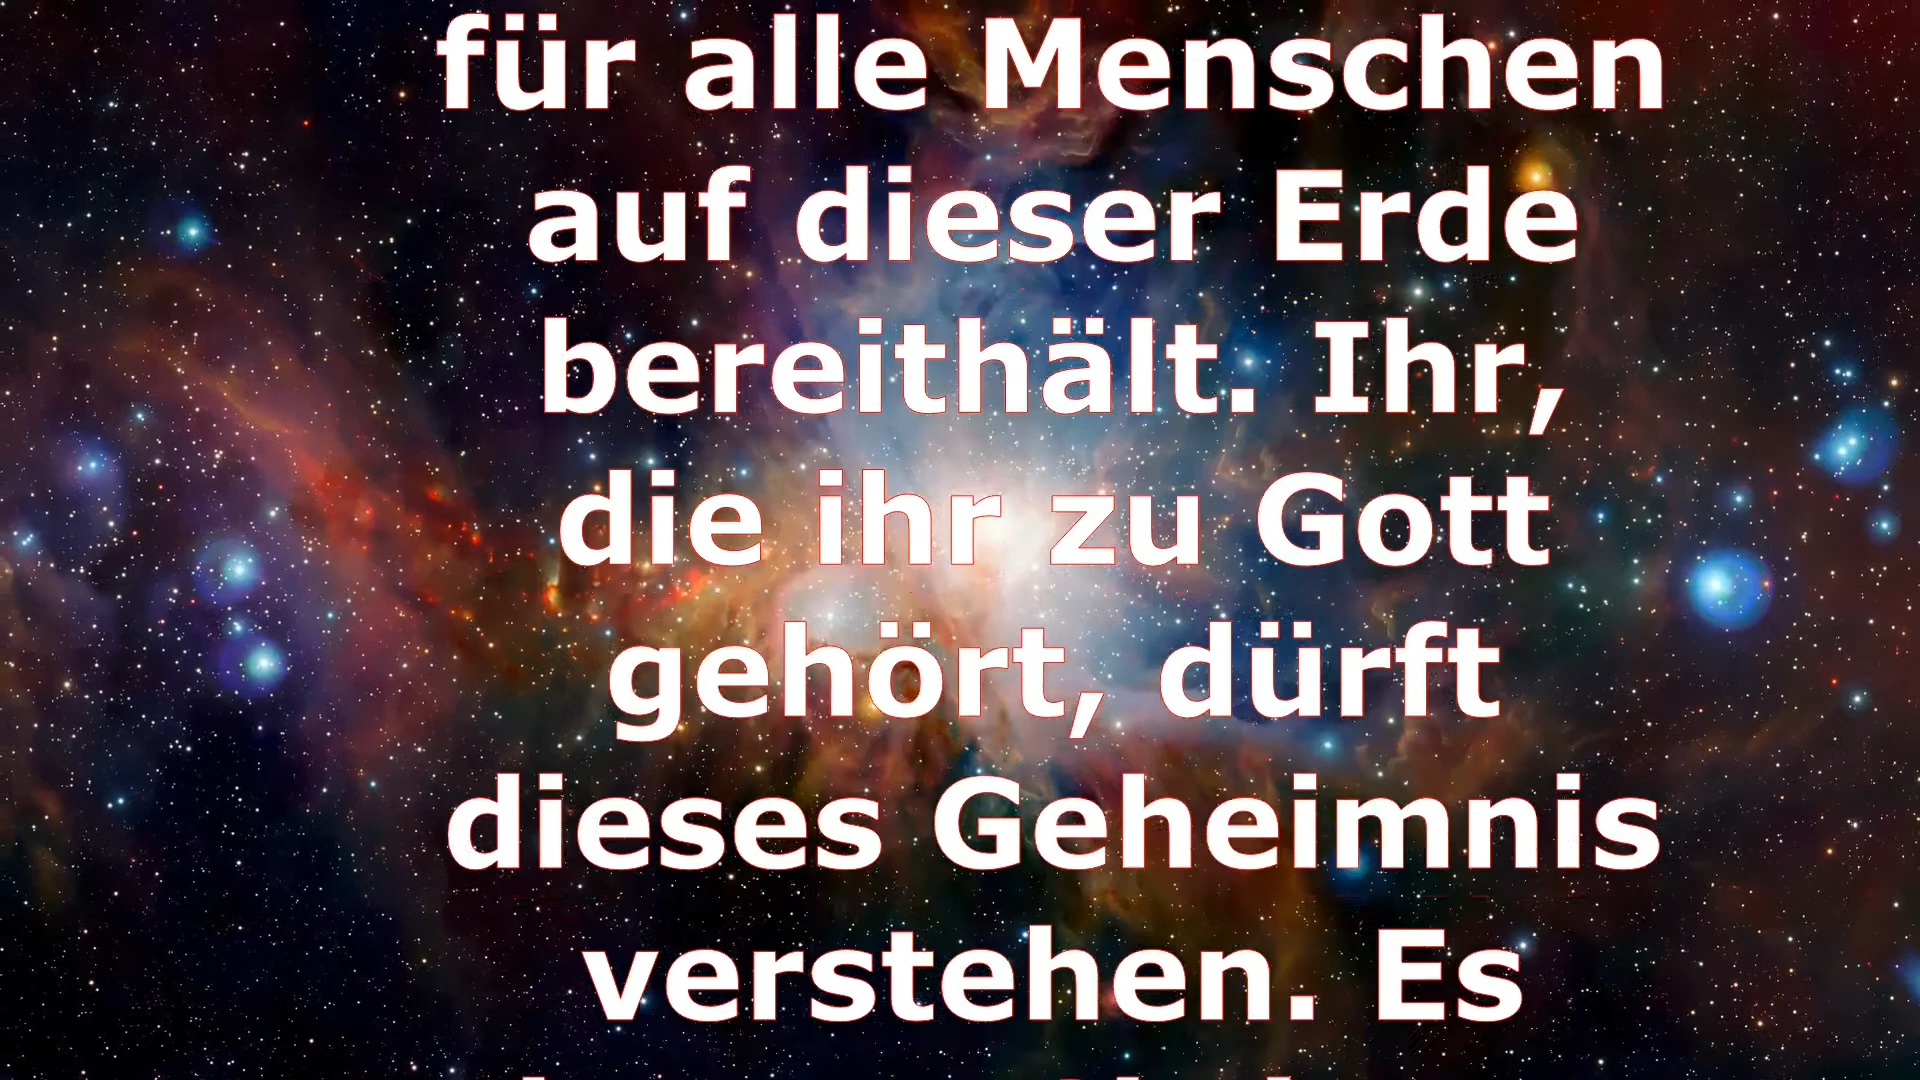 für alle Menschen
auf dieser Erde
bereithält. Ihr,
die ihr zu Gott
gehört, dürft
dieses Geheimnis
verstehen. Es